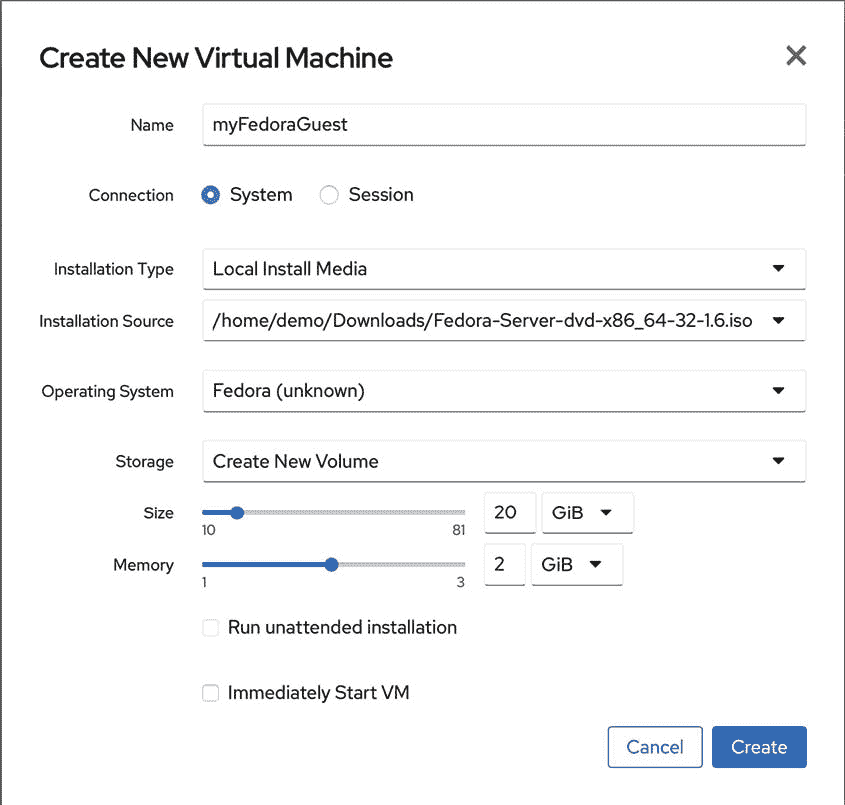 Create New Virtual Machine
Name myFedoraGuest
Connection System Session
Installation Type Local Install Media
Installation Source /home/demo/Downloads/Fedora-Server-dvd-x86_64-32-1.6.iso
Operating System Fedora (unknown)
Storage Create New Volume
Size 20 GiB
10 81
Memory 2 GiB
1 3
Run unattended installation
Immediately Start VM
Cancel Create